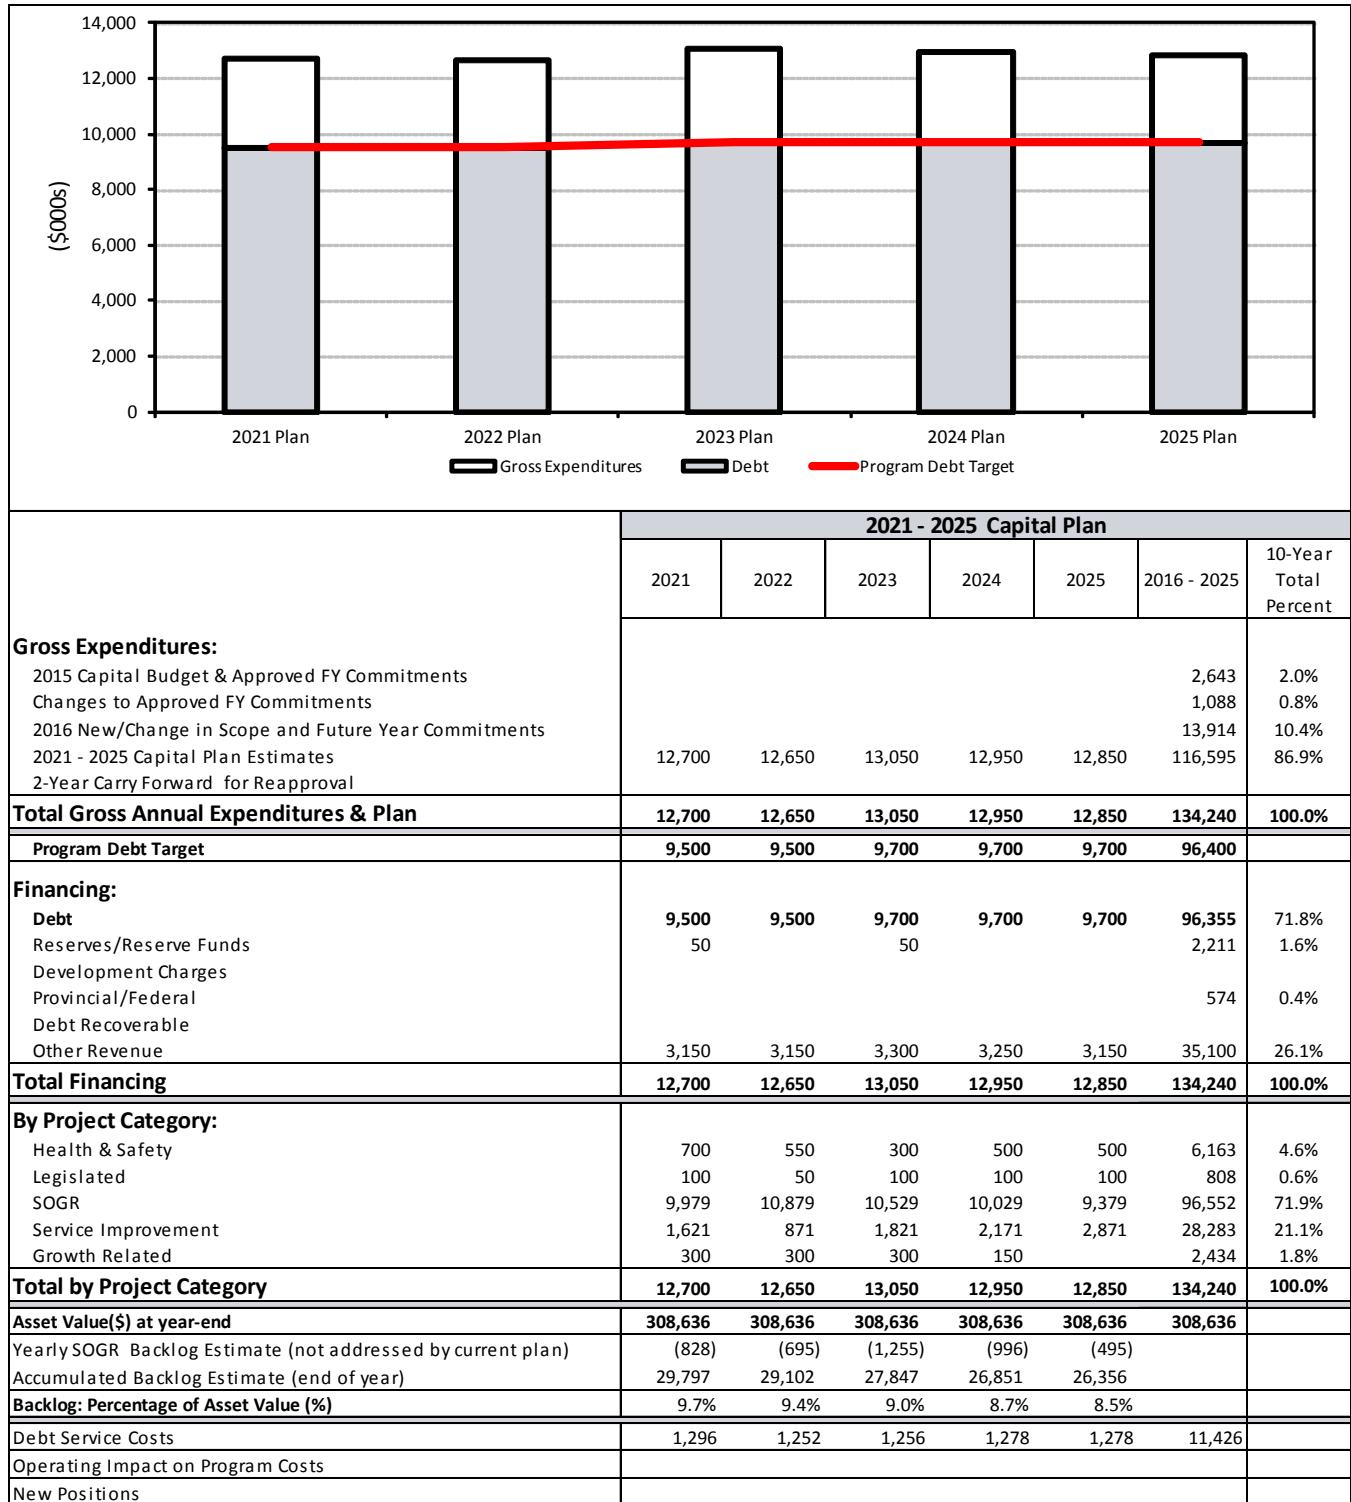 14,000
12,000
10,000
8,000
6,000
4,000
2,000
0
($000s)
2021 Plan 2022 Plan 2023 Plan 2024 Plan 2025 Plan
Gross Expenditures Debt Program Debt Target
2021 - 2025 Capital Plan
2021 2022 2023 2024 2025 2016 - 2025 10-Year Total Percent
Gross Expenditures:
2015 Capital Budget & Approved FY Commitments 2,643 2.0%
Changes to Approved FY Commitments 1,088 0.8%
2016 New/Change in Scope and Future Year Commitments 13,914 10.4%
2021 - 2025 Capital Plan Estimates 12,700 12,650 13,050 12,950 12,850 116,595 86.9%
2-Year Carry Forward for Reapproval
Total Gross Annual Expenditures & Plan 12,700 12,650 13,050 12,950 12,850 134,240 100.0%
Program Debt Target 9,500 9,500 9,700 9,700 9,700 96,400
Financing:
Debt 9,500 9,500 9,700 9,700 9,700 96,355 71.8%
Reserves/Reserve Funds 50 50 2,211 1.6%
Development Charges
Provincial/Federal 574 0.4%
Debt Recoverable
Other Revenue 3,150 3,150 3,300 3,250 3,150 35,100 26.1%
Total Financing 12,700 12,650 13,050 12,950 12,850 134,240 100.0%
By Project Category:
Health & Safety 700 550 300 500 500 6,163 4.6%
Legislated 100 50 100 100 100 808 0.6%
SOGR 9,979 10,879 10,529 10,029 9,379 96,552 71.9%
Service Improvement 1,621 871 1,821 2,171 2,871 28,283 21.1%
Growth Related 300 300 300 150 2,434 1.8%
Total by Project Category 12,700 12,650 13,050 12,950 12,850 134,240 100.0%
Asset Value($) at year-end 308,636 308,636 308,636 308,636 308,636 308,636
Yearly SOGR Backlog Estimate (not addressed by current plan) (828) (695) (1,255) (996) (495)
Accumulated Backlog Estimate (end of year) 29,797 29,102 27,847 26,851 26,356
Backlog: Percentage of Asset Value (%) 9.7% 9.4% 9.0% 8.7% 8.5%
Debt Service Costs 1,296 1,252 1,256 1,278 1,278 11,426
Operating Impact on Program Costs
New Positions